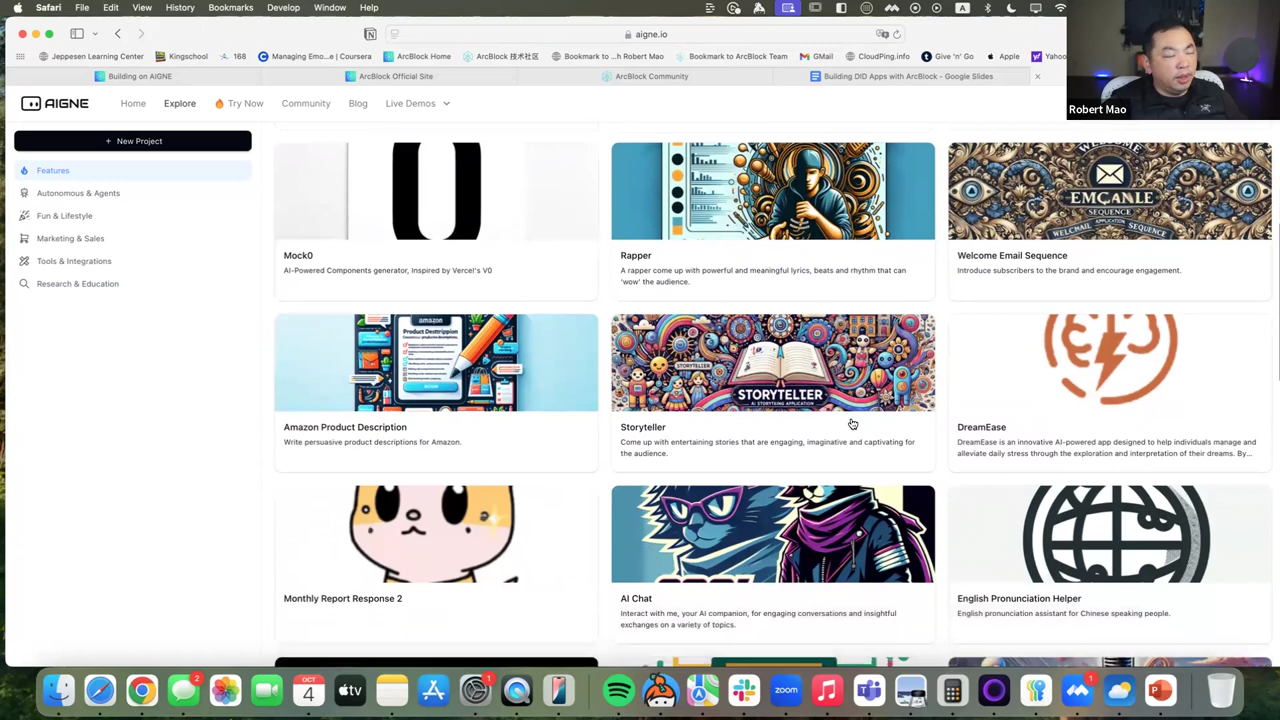 Safari File Edit View History Bookmarks Develop Window Help
aigne.io
Jeppesen Learning Center Kingschool 168 Managing Emo...e | Coursera ArcBlock Home ArcBlock 技术社区 Bookmark to ...h Robert Mao Bookmark to ArcBlock Team GMail CloudPing.info Give 'n' Go Apple Yahoo
Building on AIGNE ArcBlock Official Site ArcBlock Community Building DID Apps with ArcBlock - Google Slides
Robert Mao
AIGNE Home Explore Try Now Community Blog Live Demos
+ New Project
Features
Autonomous & Agents
Fun & Lifestyle
Marketing & Sales
Tools & Integrations
Research & Education
WELCOME
EMCANLE
SEQUENCE
Mock0
AI-Powered Components generator, Inspired by Vercel's V0
Rapper
A rapper come up with powerful and meaningful lyrics, beats and rhythm that can
'wow' the audience.
Welcome Email Sequence
Introduce subscribers to the brand and encourage engagement.
amazon
STORYTELER
STORYTELTER
Amazon Product Description
Write persuasive product descriptions for Amazon.
Storyteller
Come up with entertaining stories that are engaging, imaginative and captivating for
the audience.
DreamEase
DreamEase is an innovative AI-powered app designed to help individuals manage and
alleviate daily stress through the exploration and interpretation of their dreams. By...
Monthly Report Response 2
AI Chat
Interact with me, your AI companion, for engaging conversations and insightful
exchanges on a variety of topics.
English Pronunciation Helper
English pronunciation assistant for Chinese speaking people.
2
OCT
4
tv
1
zoom
1